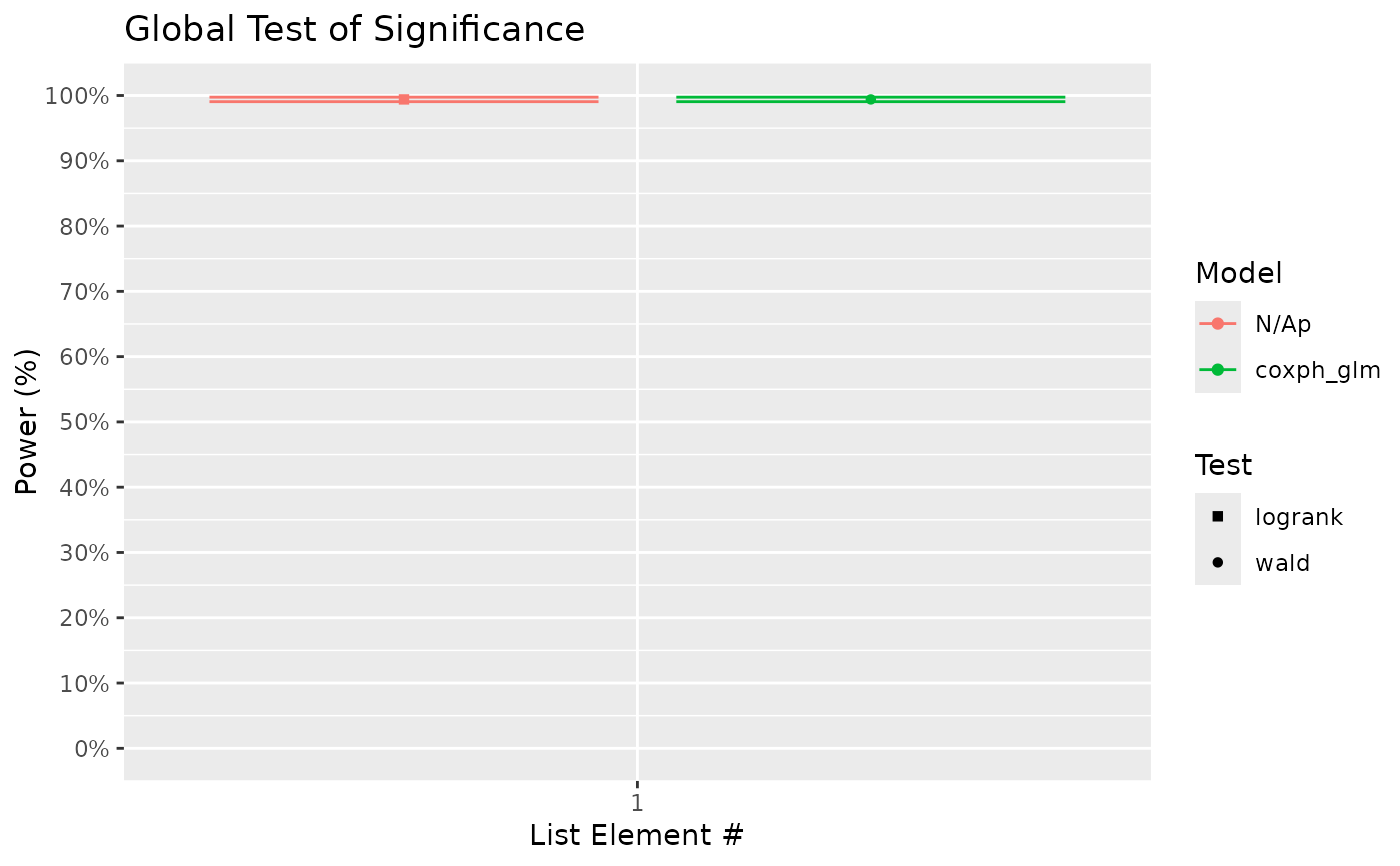 Global Test of Significance
100%
90%
80%
70%
60%
50%
40%
30%
20%
10%
0%
Power (%)
1
List Element #
Model
N/Ap
coxph_glm
Test
logrank
wald